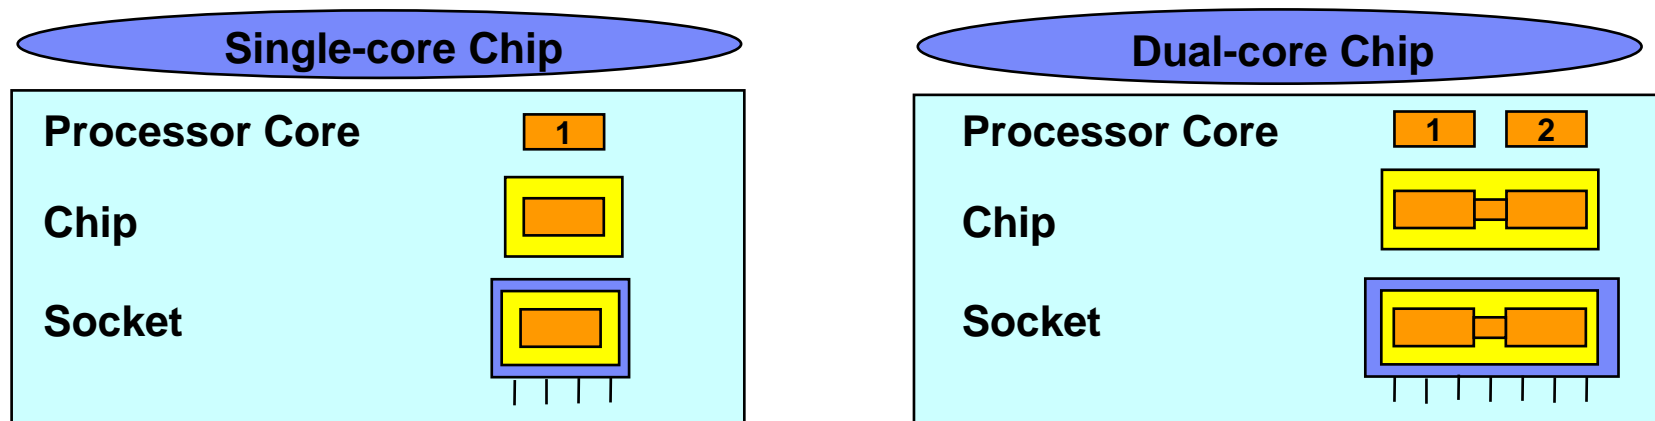 Single-core Chip
Processor Core
1
Chip
Socket
Dual-core Chip
Processor Core
1 2
Chip
Socket